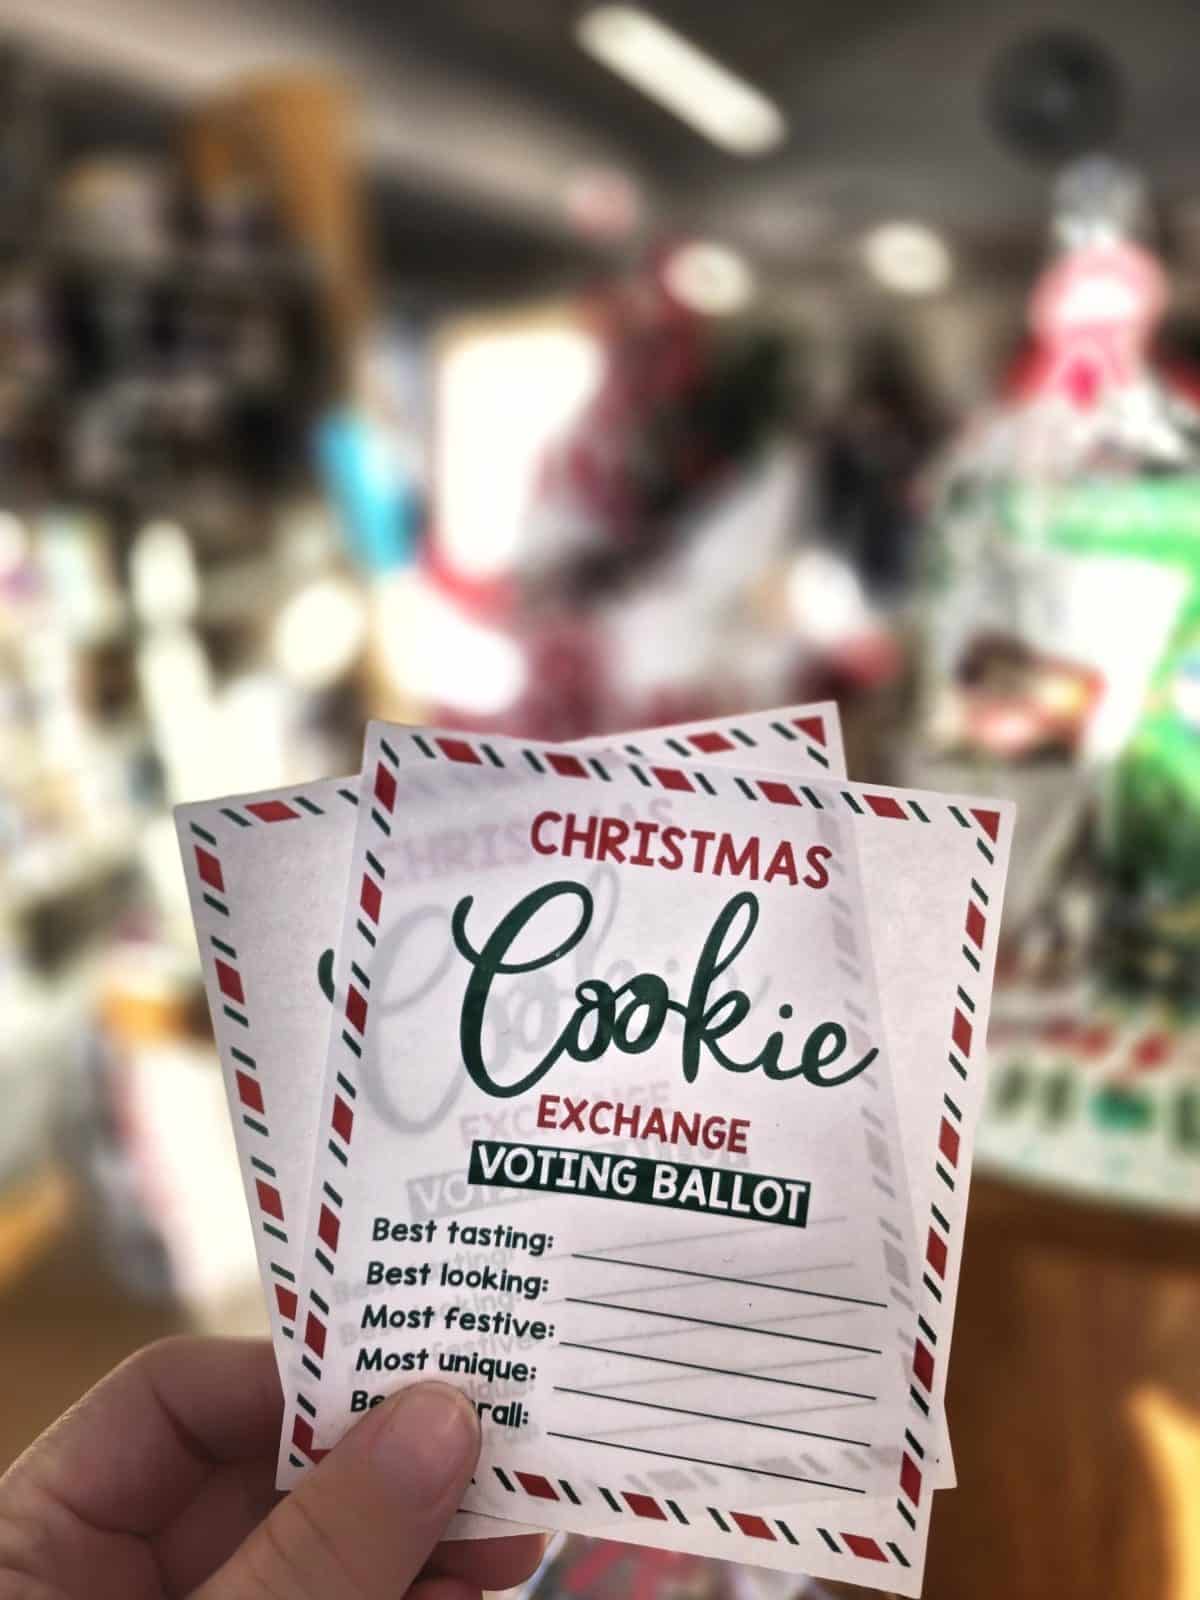 CHRISTMAS
Cookie
EXCHANGE
VOTING BALLOT
Best tasting:
Best looking:
Most festive:
Most unique: